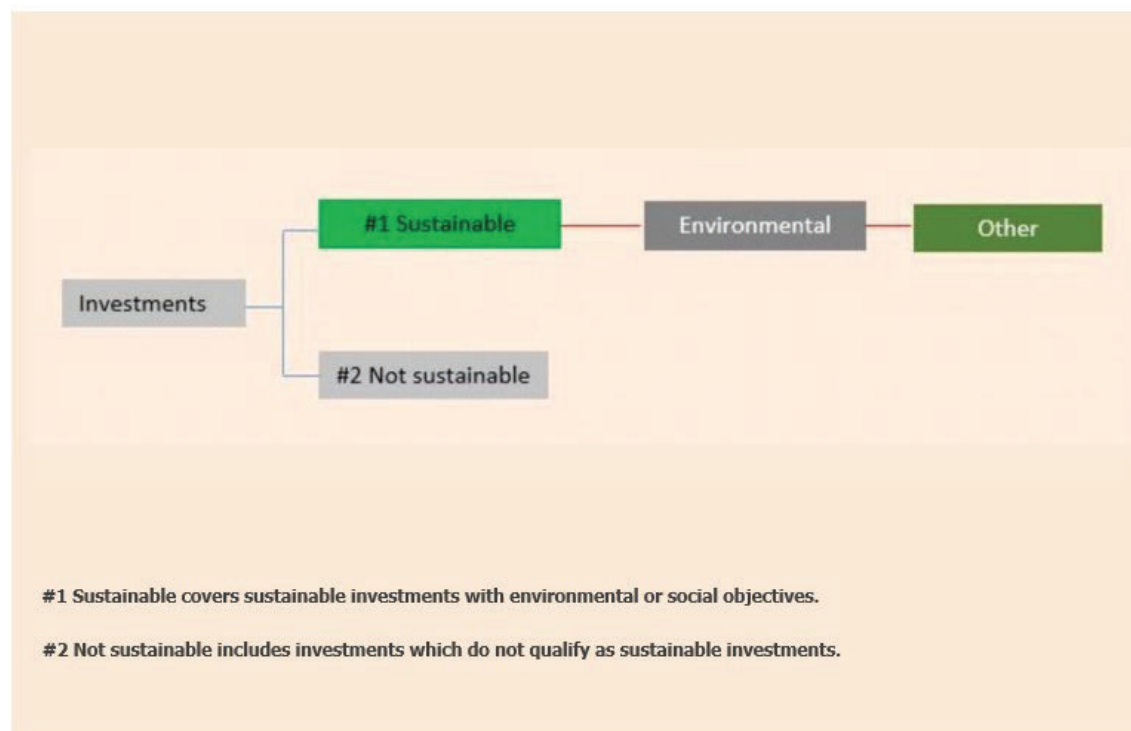 #1 Sustainable
Environmental
Other
Investments
#2 Not sustainable
#1 Sustainable covers sustainable investments with environmental or social objectives.
#2 Not sustainable includes investments which do not qualify as sustainable investments.